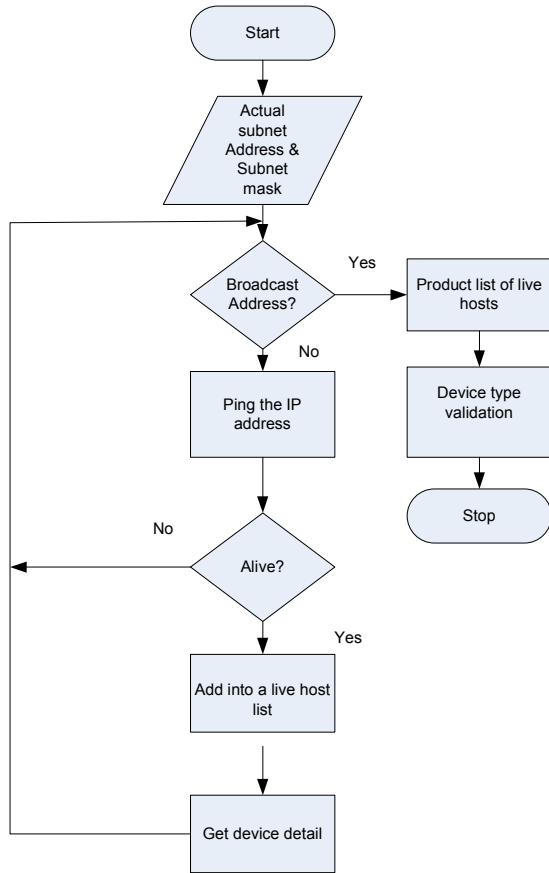 Start
Actual
subnet
Address &
Subnet
mask
Broadcast
Address?
Yes
Product list of live
hosts
No
Ping the IP
address
Device type
validation
Stop
No
Alive?
Yes
Add into a live host
list
Get device detail